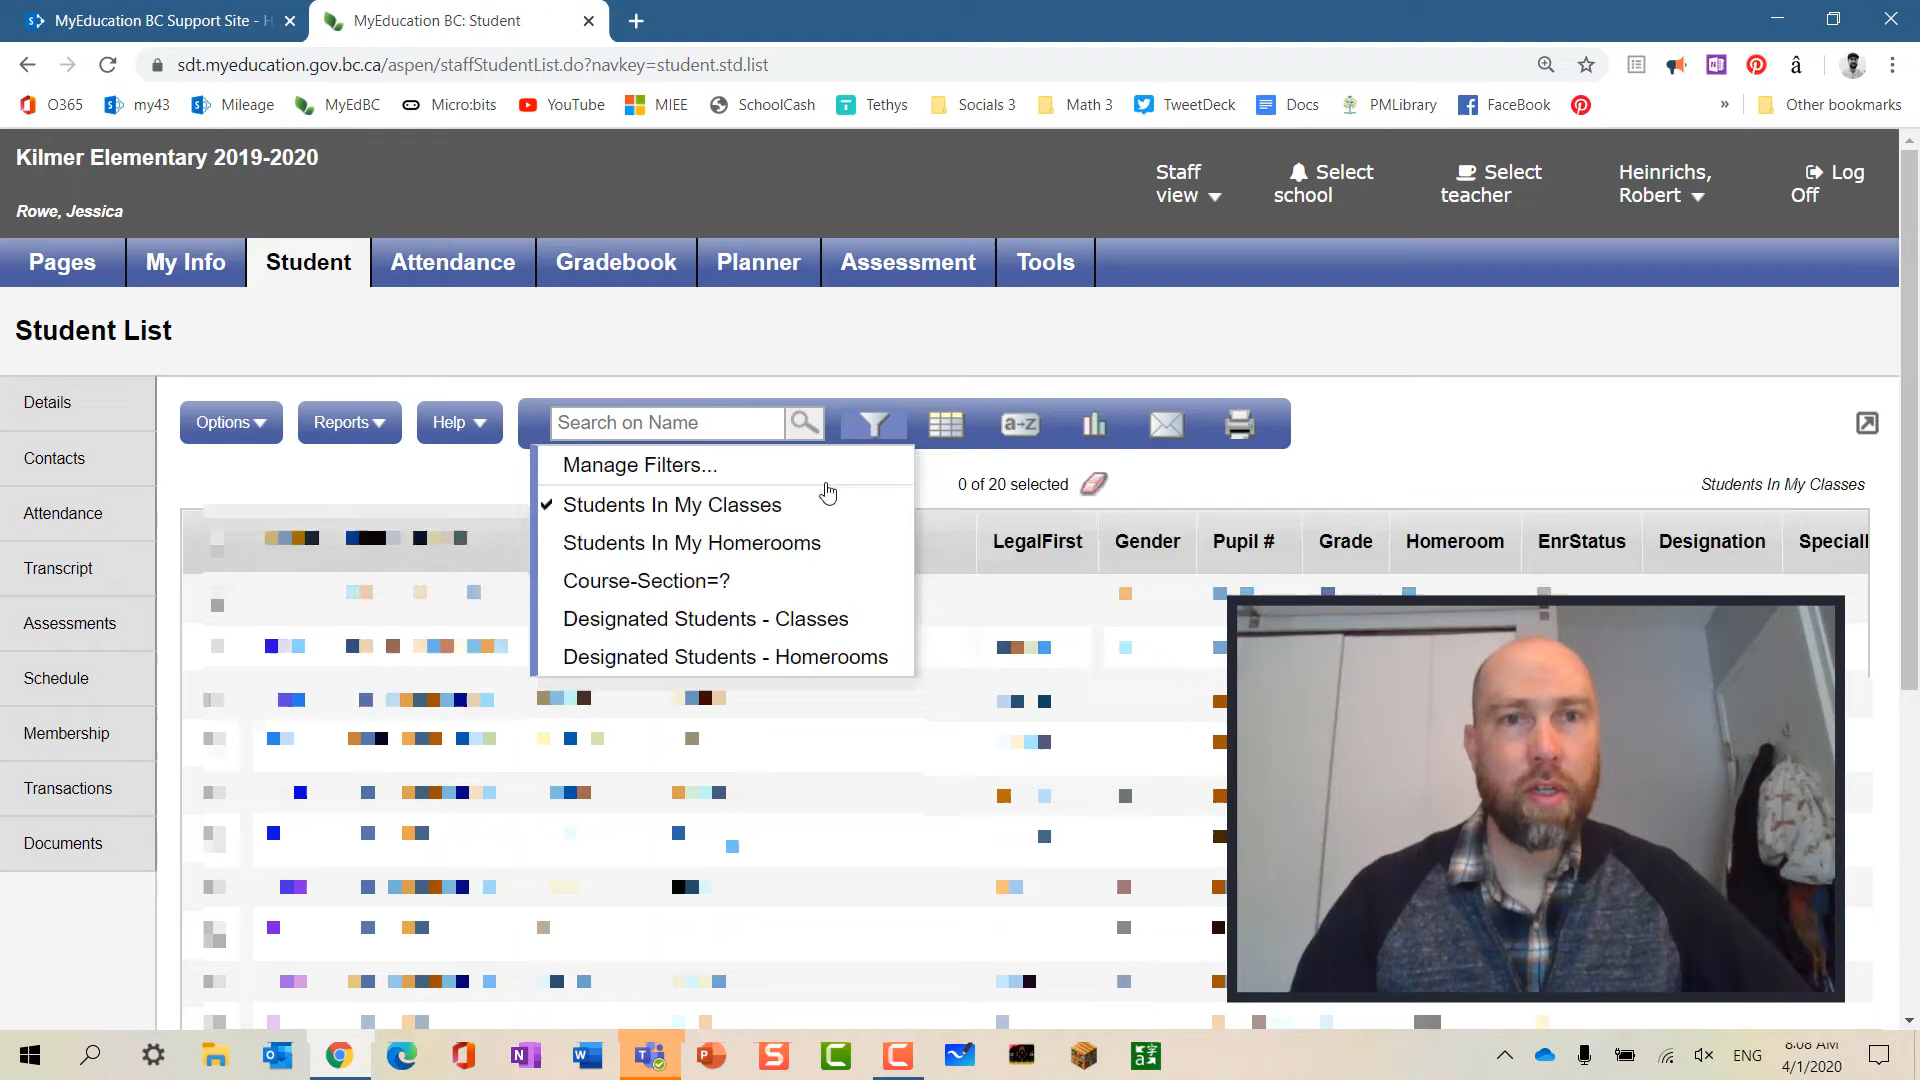 MyEducation BC Support Site - H
MyEducation BC: Student
sdt.myeducation.gov.bc.ca/aspen/staffStudentList.do?navkey=student.std.list
O365 my43 Mileage MyEdBC Micro:bits YouTube MIEE SchoolCash Tethys Socials 3 Math 3 TweetDeck Docs PMLibrary FaceBook » Other bookmarks
Kilmer Elementary 2019-2020
Rowe, Jessica
Staff view
Select school
Select teacher
Heinrichs, Robert
Log Off
Pages My Info Student Attendance Gradebook Planner Assessment Tools
Student List
Details
Contacts
Attendance
Transcript
Assessments
Schedule
Membership
Transactions
Documents
Options Reports Help Search on Name a-z
Manage Filters...
Students In My Classes
Students In My Homerooms
Course-Section=?
Designated Students - Classes
Designated Students - Homerooms
0 of 20 selected
Students In My Classes
LegalFirst Gender Pupil # Grade Homeroom EnrStatus Designation Speciall
ENG
8:08 AM
4/1/2020